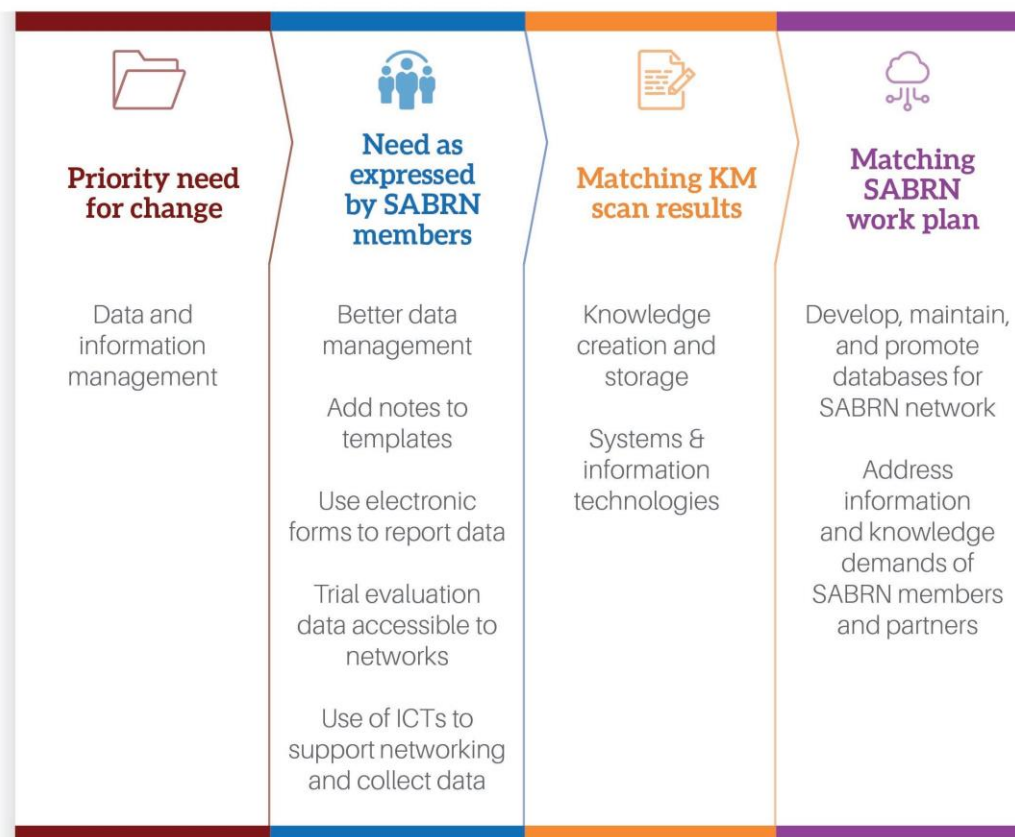 Priority need
for change
Data and
information
management
Need as
expressed
by SABRN
members
Better data
management
Add notes to
templates
Use electronic
forms to report data
Trial evaluation
data accessible to
networks
Use of ICTs to
support networking
and collect data
Matching KM
scan results
Knowledge
creation and
storage
Systems &
information
technologies
Matching
SABRN
work plan
Develop, maintain,
and promote
databases for
SABRN network
Address
information
and knowledge
demands of
SABRN members
and partners